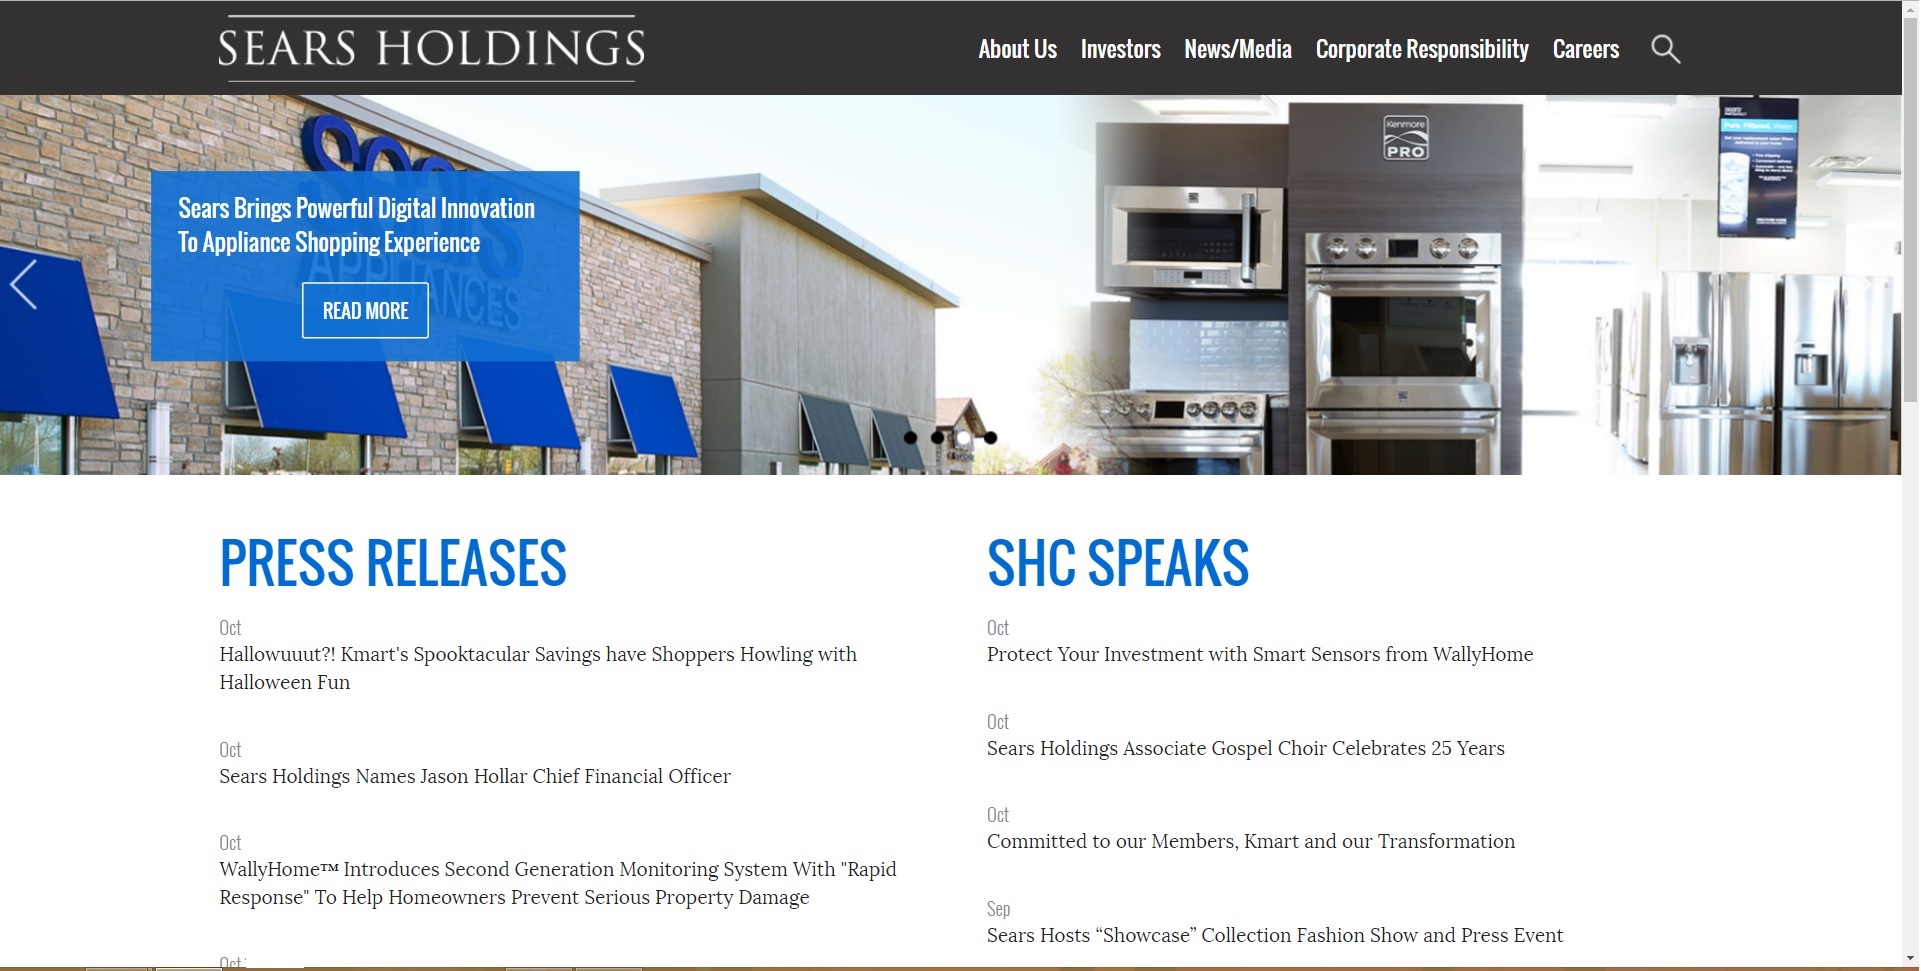 SEARS HOLDINGS
About Us Investors News/Media Corporate Responsibility Careers
Sears Brings Powerful Digital Innovation
To Appliance Shopping Experience
READ MORE
APPLIANCES
Kenmore
PRO
Pure. Filtered. Water.
PRESS RELEASES
Oct
Hallowuuut?! Kmart's Spooktacular Savings have Shoppers Howling with
Halloween Fun
Oct
Sears Holdings Names Jason Hollar Chief Financial Officer
Oct
WallyHome™ Introduces Second Generation Monitoring System With "Rapid
Response" To Help Homeowners Prevent Serious Property Damage
Oct
SHC SPEAKS
Oct
Protect Your Investment with Smart Sensors from WallyHome
Oct
Sears Holdings Associate Gospel Choir Celebrates 25 Years
Oct
Committed to our Members, Kmart and our Transformation
Sep
Sears Hosts “Showcase” Collection Fashion Show and Press Event